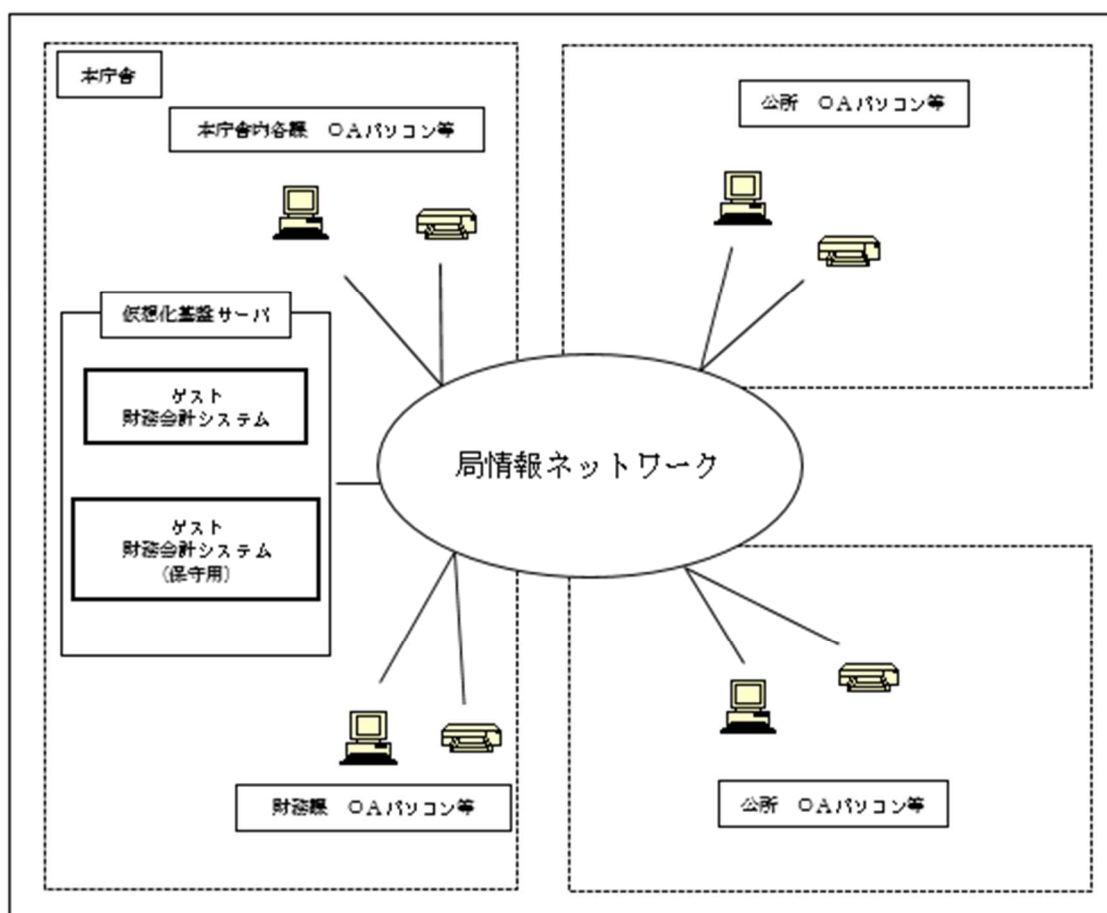 本庁舎
本庁舎内各課　ＯＡパソコン等
公所　ＯＡパソコン等
仮想化基盤サーバ
ゲスト
財務会計システム
ゲスト
財務会計システム
（保守用）
局情報ネットワーク
財務課　ＯＡパソコン等
公所　ＯＡパソコン等